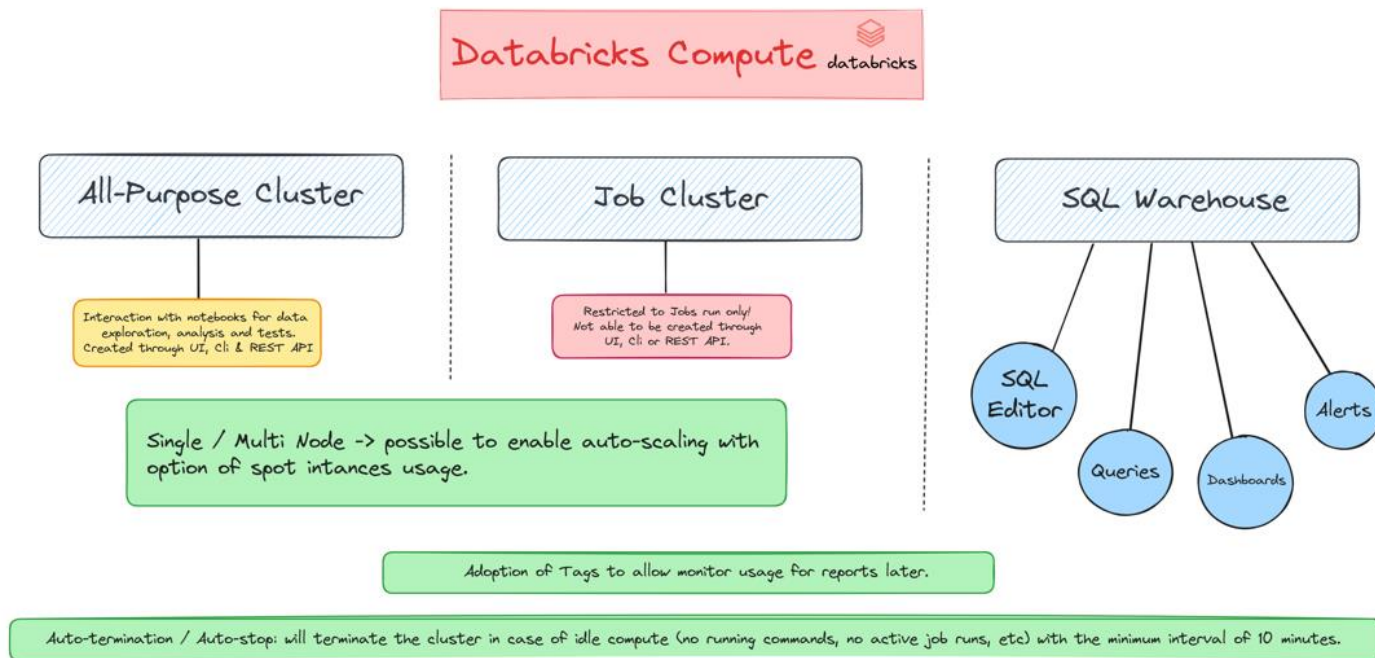 Databricks Compute
databricks
All-Purpose Cluster
Interaction with notebooks for data
exploration, analysis and tests.
Created through UI, Cli & REST API
Job Cluster
Restricted to Jobs run only!
Not able to be created through
UI, Cli or REST API.
SQL Warehouse
SQL
Editor
Queries
Dashboards
Alerts
Single / Multi Node -> possible to enable auto-scaling with
option of spot intances usage.
Adoption of Tags to allow monitor usage for reports later.
Auto-termination / Auto-stop: will terminate the cluster in case of idle compute (no running commands, no active job runs, etc) with the minimum interval of 10 minutes.